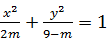 x²/2m + y²/9−m = 1